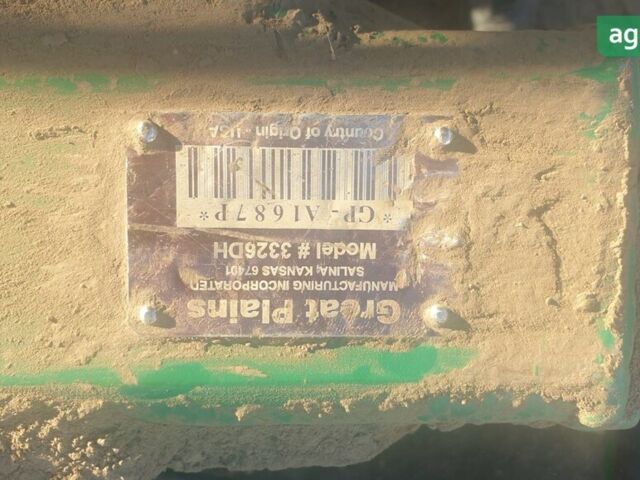 Great Plains
MANUFACTURING INCORPORATED
SALINA, KANSAS 67401
Model # 3326DH
*GP-A1687P*
Country of Origin - USA
ag